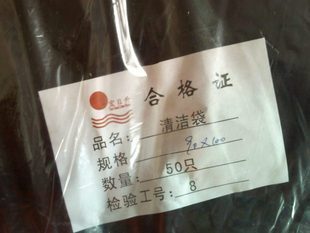 合格证
品名：清洁袋
规格 90×100
数量：50只
检验工号：8